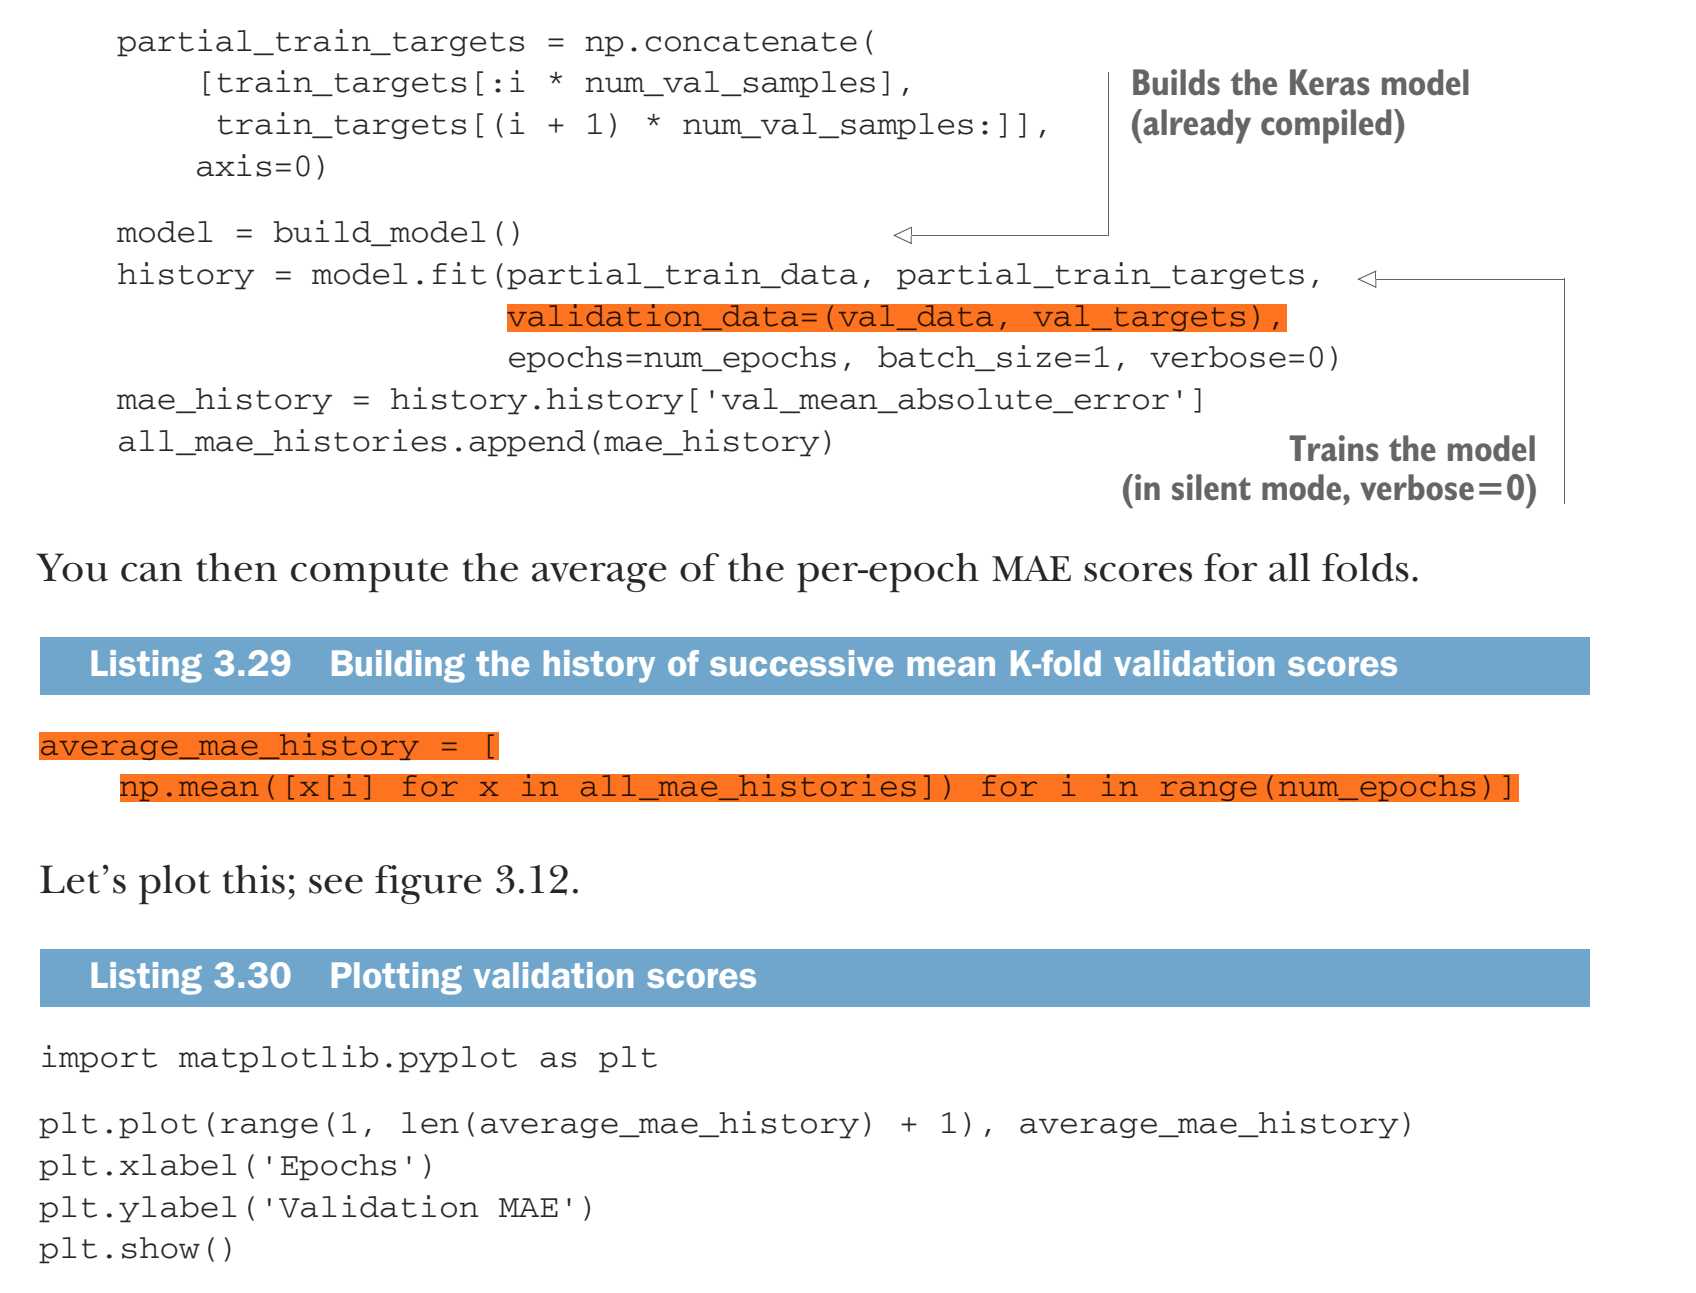 partial_train_targets = np.concatenate(
[train_targets[:i * num_val_samples],
train_targets[(i + 1) * num_val_samples:]],
axis=0)
Builds the Keras model
(already compiled)
model = build_model()
history = model.fit(partial_train_data, partial_train_targets,
validation_data=(val_data, val_targets),
epochs=num_epochs, batch_size=1, verbose=0)
mae_history = history.history['val_mean_absolute_error']
all_mae_histories.append(mae_history)
Trains the model
(in silent mode, verbose=0)
You can then compute the average of the per-epoch MAE scores for all folds.
Listing 3.29 Building the history of successive mean K-fold validation scores
average_mae_history = [
np.mean([x[i] for x in all_mae_histories]) for i in range(num_epochs)]
Let's plot this; see figure 3.12.
Listing 3.30 Plotting validation scores
import matplotlib.pyplot as plt
plt.plot(range(1, len(average_mae_history) + 1), average_mae_history)
plt.xlabel('Epochs')
plt.ylabel('Validation MAE')
plt.show()